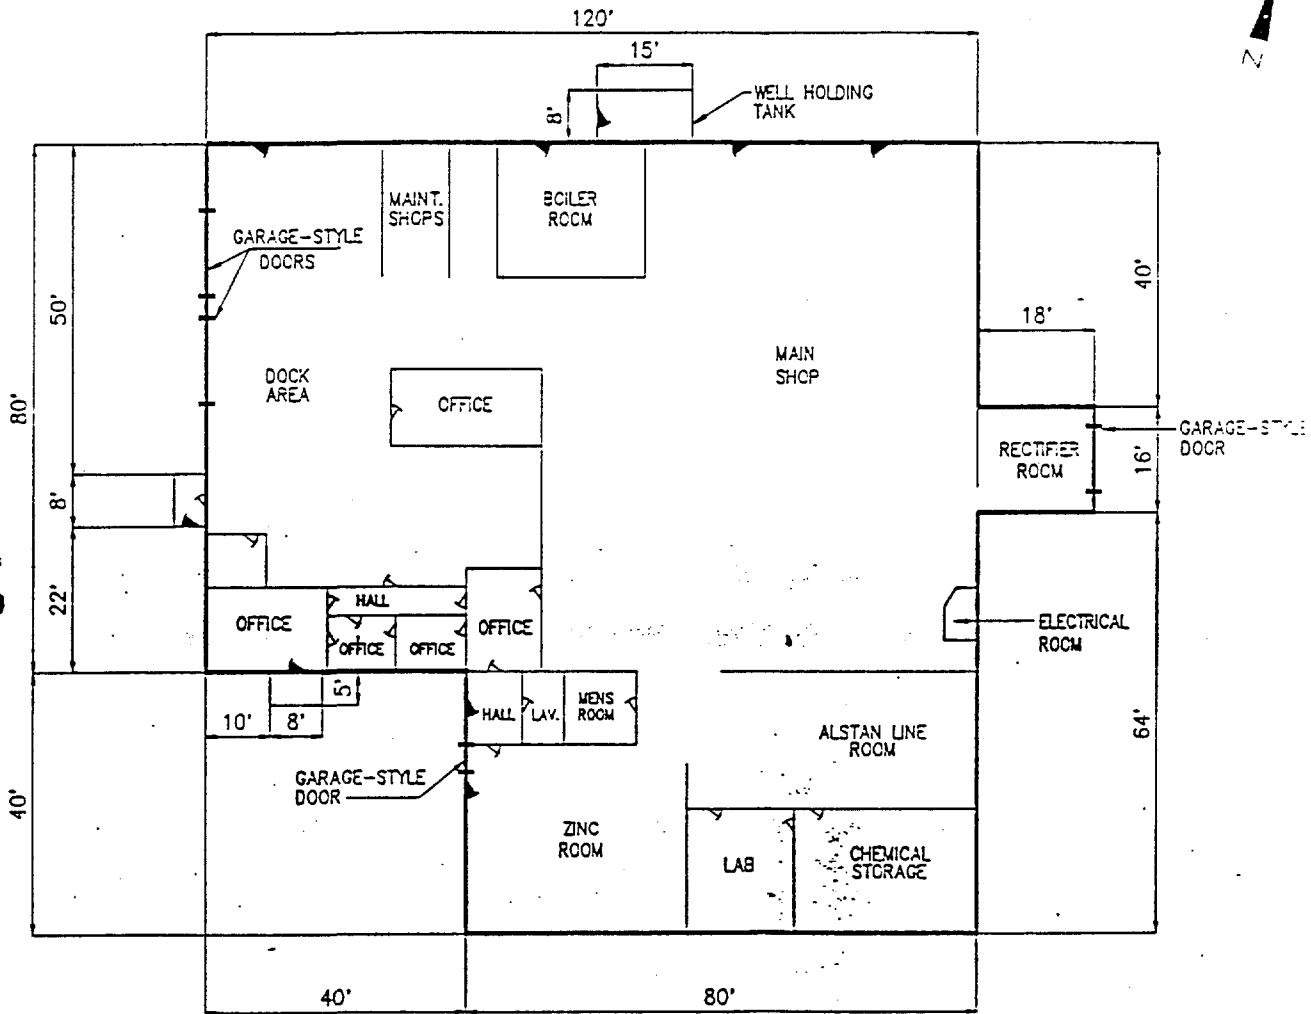 120'
15'
Z
WELL HOLDING
TANK
8'
MAINT.
SHOPS
BOILER
ROOM
GARAGE-STYLE
DOORS
40'
50'
18'
DOCK
AREA
MAIN
SHOP
OFFICE
80'
GARAGE-STYLE
DOOR
RECTIFIER
ROOM
16'
8'
22'
HALL
OFFICE
OFFICE
OFFICE
OFFICE
ELECTRICAL
ROOM
5'
10'
8'
HALL
LAV.
MENS
ROOM
ALSTAN LINE
ROOM
64'
GARAGE-STYLE
DOOR
40'
ZINC
ROOM
LAB
CHEMICAL
STORAGE
40'
80'